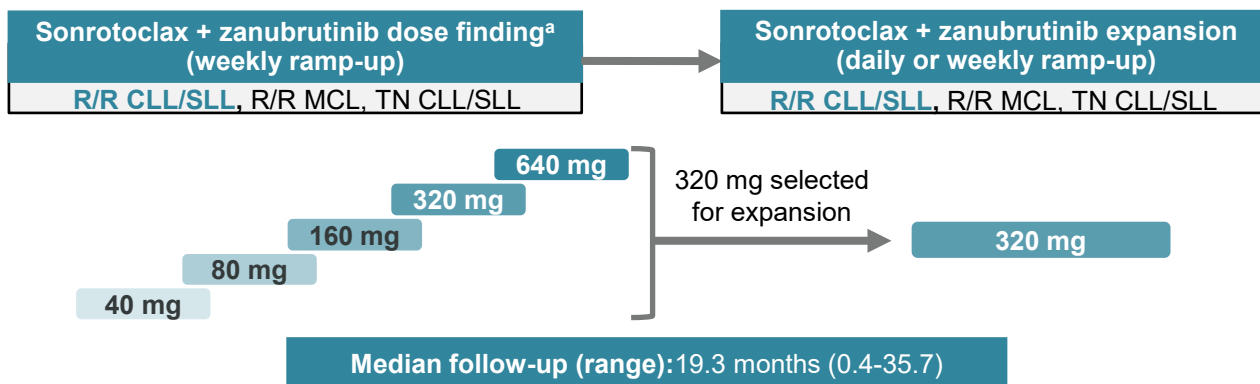 Sonrotoclax + zanubrutinib dose findingᵃ
(weekly ramp-up)
R/R CLL/SLL, R/R MCL, TN CLL/SLL
Sonrotoclax + zanubrutinib expansion
(daily or weekly ramp-up)
R/R CLL/SLL, R/R MCL, TN CLL/SLL
640 mg
320 mg
160 mg
80 mg
40 mg
320 mg selected
for expansion
320 mg
Median follow-up (range):19.3 months (0.4-35.7)